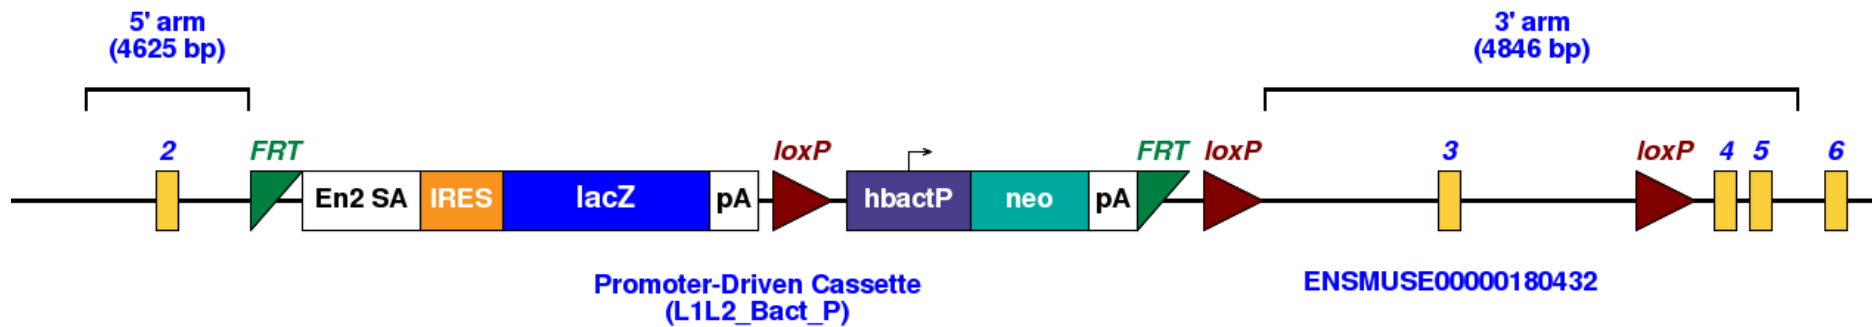 5' arm
(4625 bp)
3' arm
(4846 bp)
2 FRT loxP FRT loxP 3 loxP 4 5 6
En2 SA IRES lacZ pA hbactP neo pA
Promoter-Driven Cassette
(L1L2_Bact_P)
ENSMUSE00000180432